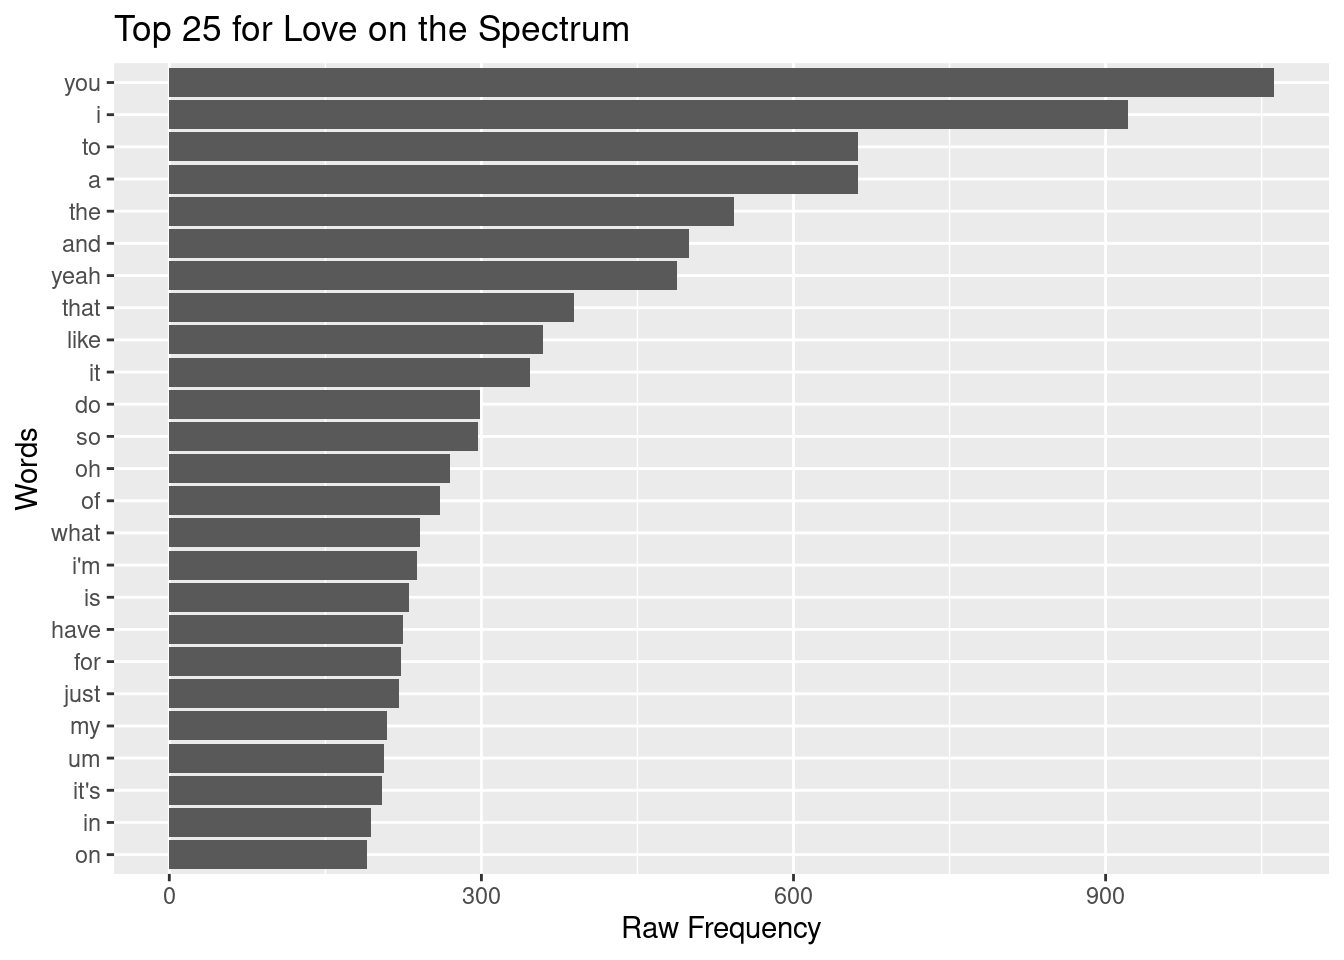 Top 25 for Love on the Spectrum
Words
you
i
to
a
the
and
yeah
that
like
it
do
so
oh
of
what
i'm
is
have
for
just
my
um
it's
in
on
0 300 600 900
Raw Frequency